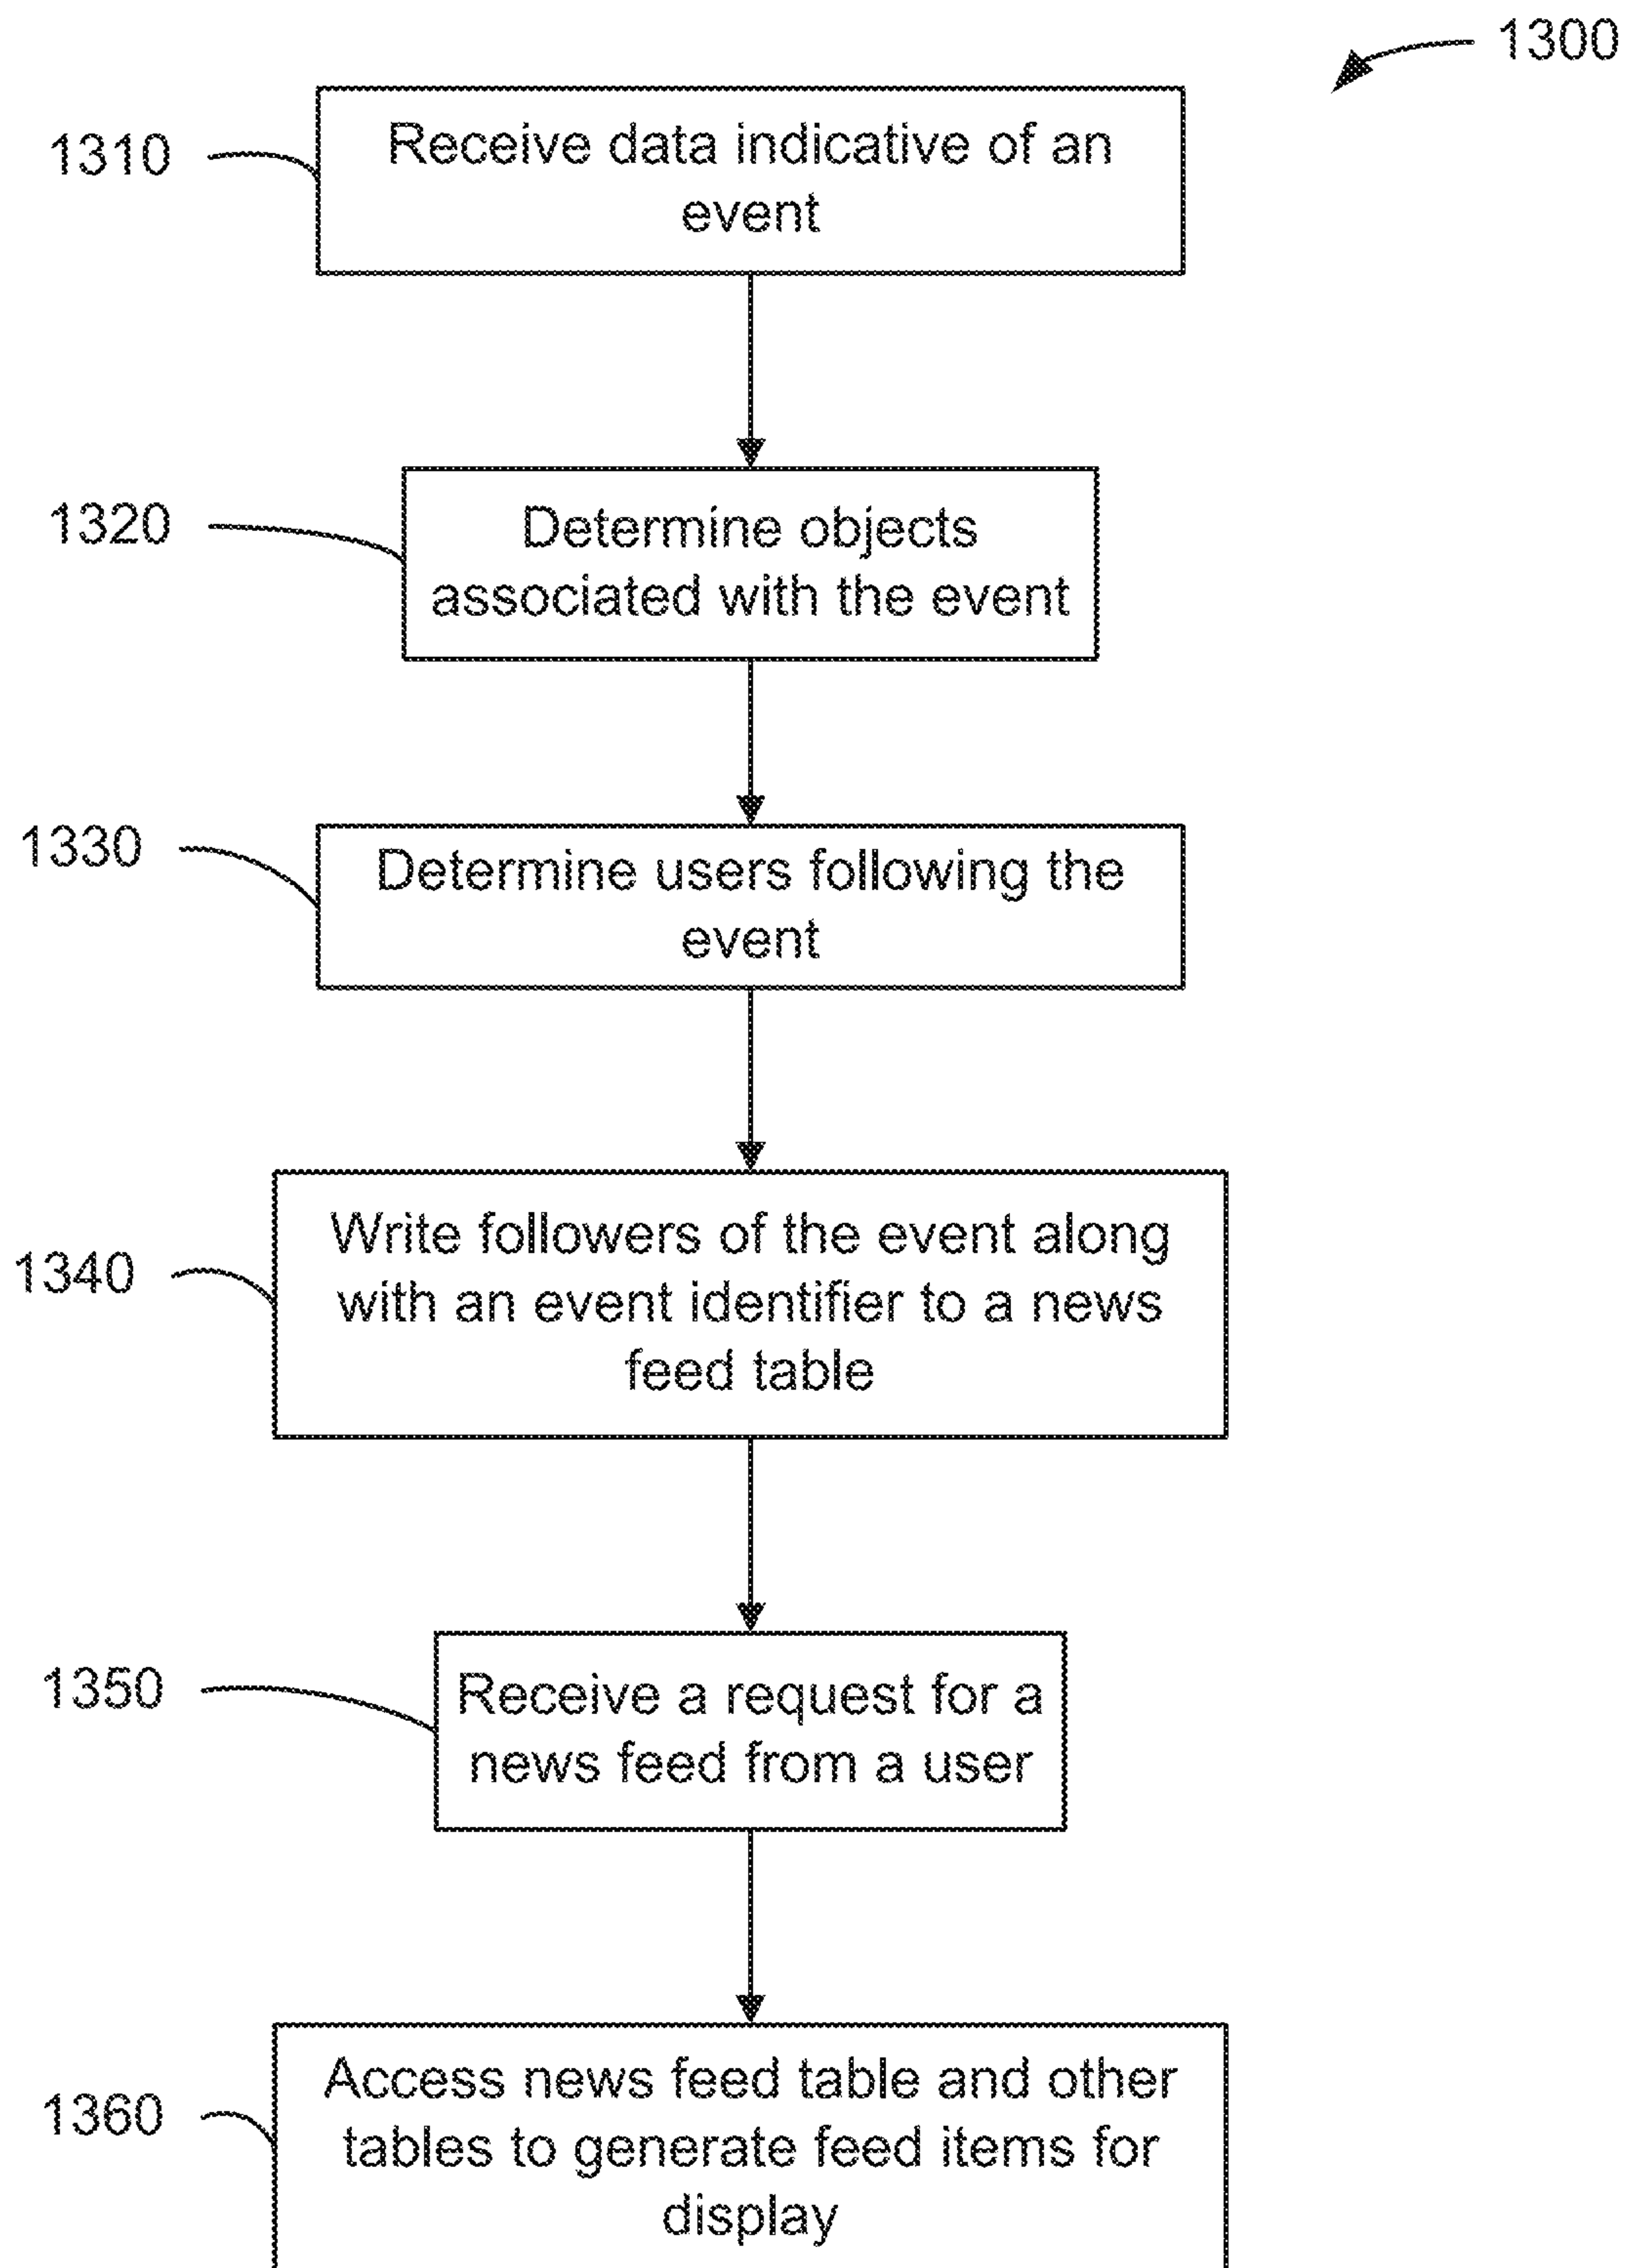 1300
1310
Receive data indicative of an
event
1320
Determine objects
associated with the event
1330
Determine users following the
event
1340
Write followers of the event along
with an event identifier to a news
feed table
1350
Receive a request for a
news feed from a user
1360
Access news feed table and other
tables to generate feed items for
display